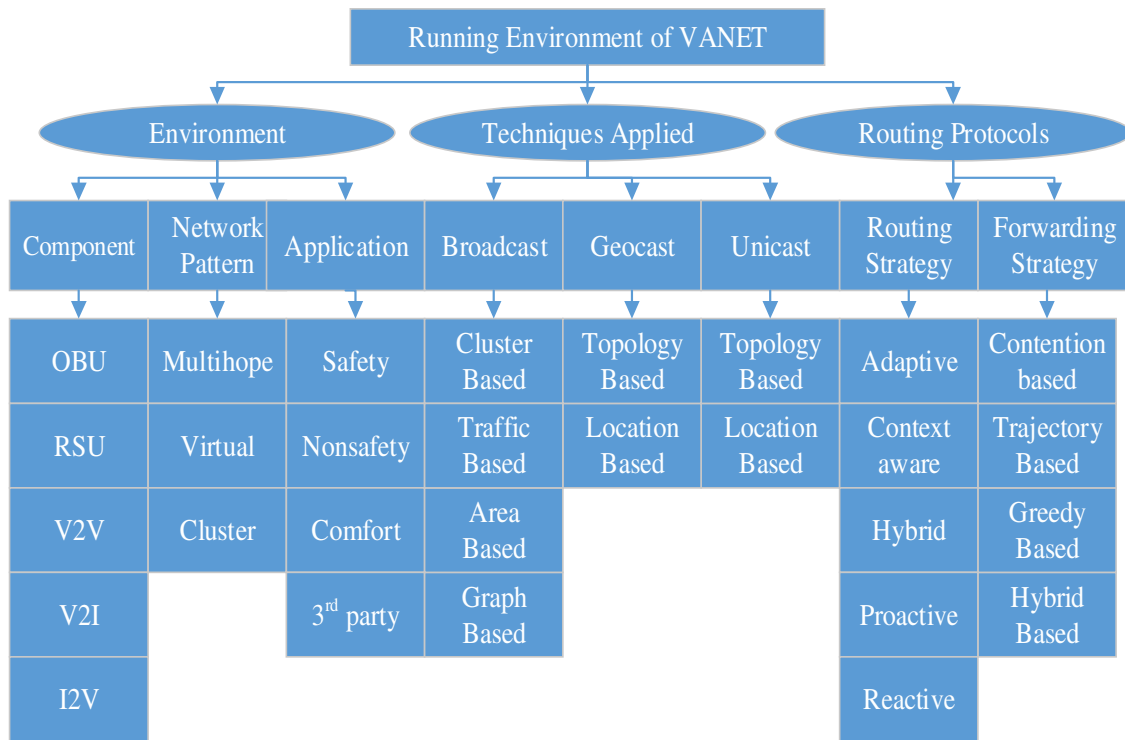 Running Environment of VANET
Environment
Techniques Applied
Routing Protocols
Component
Network
Pattern
Application
Broadcast
Geocast
Unicast
Routing
Strategy
Forwarding
Strategy
OBU
Multihope
Safety
Cluster
Based
Topology
Based
Topology
Based
Adaptive
Contention
based
RSU
Virtual
Nonsafety
Traffic
Based
Location
Based
Location
Based
Context
aware
Trajectory
Based
V2V
Cluster
Comfort
Area
Based
Hybrid
Greedy
Based
V2I
3rd party
Graph
Based
Proactive
Hybrid
Based
I2V
Reactive